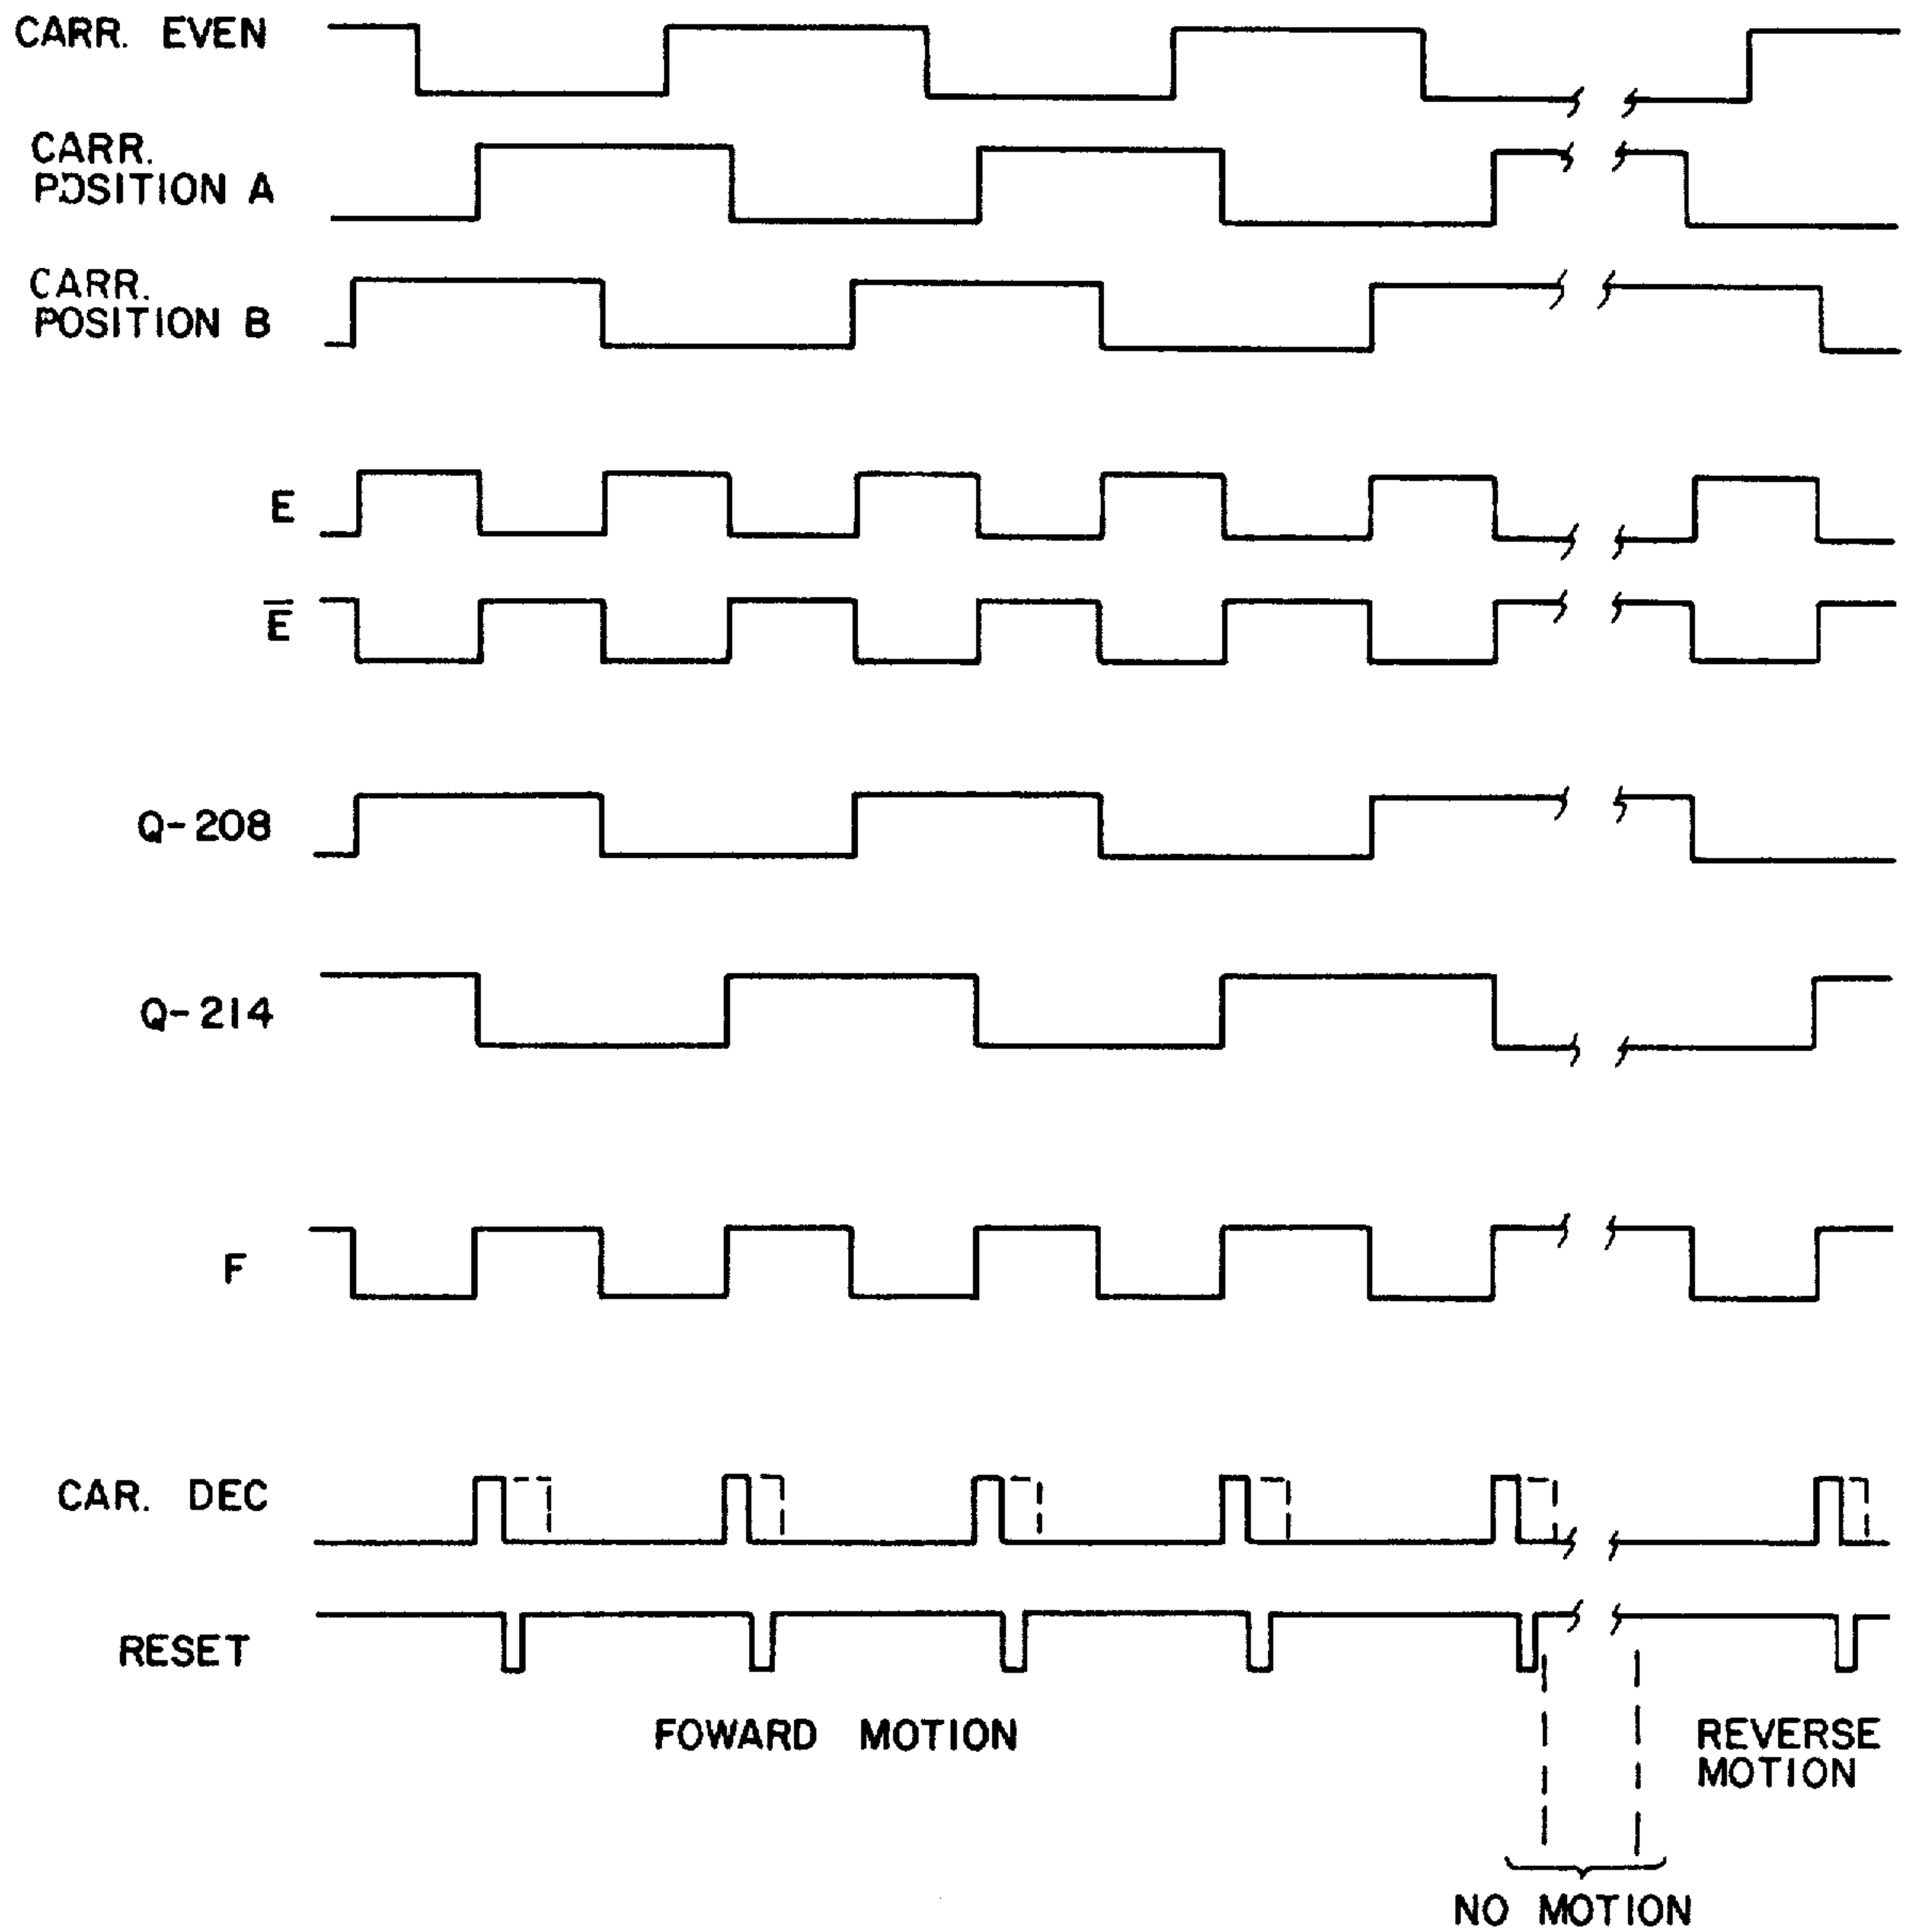 CARR. EVEN
CARR.
POSITION A
CARR.
POSITION B
E
E̅
Q-208
Q-214
F
CAR. DEC
RESET
FOWARD MOTION
REVERSE
MOTION
NO MOTION